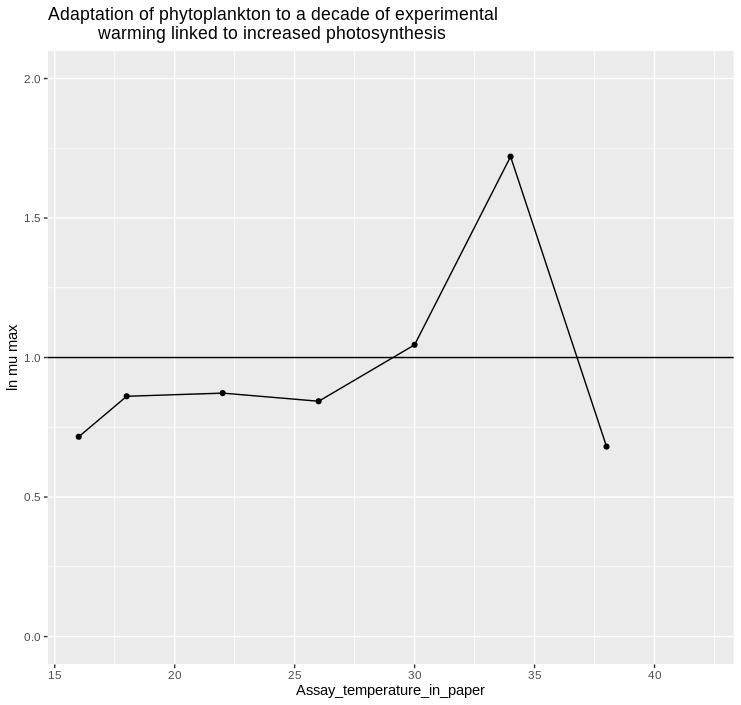 Adaptation of phytoplankton to a decade of experimental
warming linked to increased photosynthesis
2.0
1.5
1.0
0.5
0.0
ln mu max
15 20 25 30 35 40
Assay_temperature_in_paper